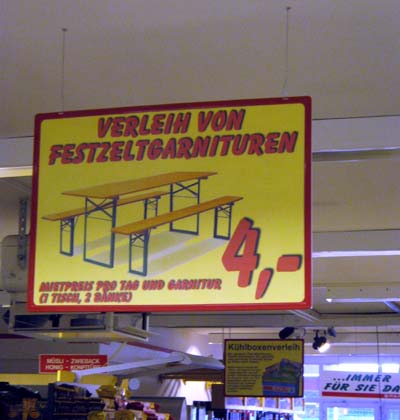 VERLEIH VON
FESTZELTGARNITUREN
4,-
MIETPREIS PRO TAG UND GARNITUR
(1 TISCH, 2 BÄNKE)
Kühlboxenverleih
...IMMER
FÜR SIE DA
MÜSLI - ZWIEBACK
HONIG - KONFITÜRE